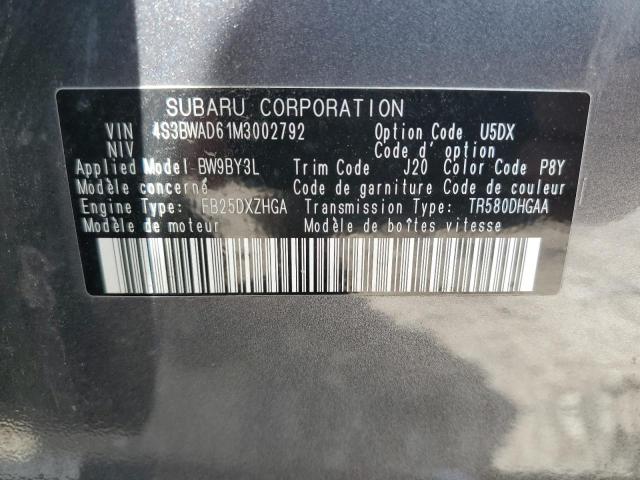 SUBARU CORPORATION
VIN 4S3BWAD61M3002792 Option Code U5DX
NIV Code d'option
Applied Model BW9BY3L Trim Code J20 Color Code P8Y
Modèle concerné Code de garniture Code de couleur
Engine Type: FB25DXZHGA Transmission Type: TR580DHGAA
Modèle de moteur Modèle de boîtes vitesse